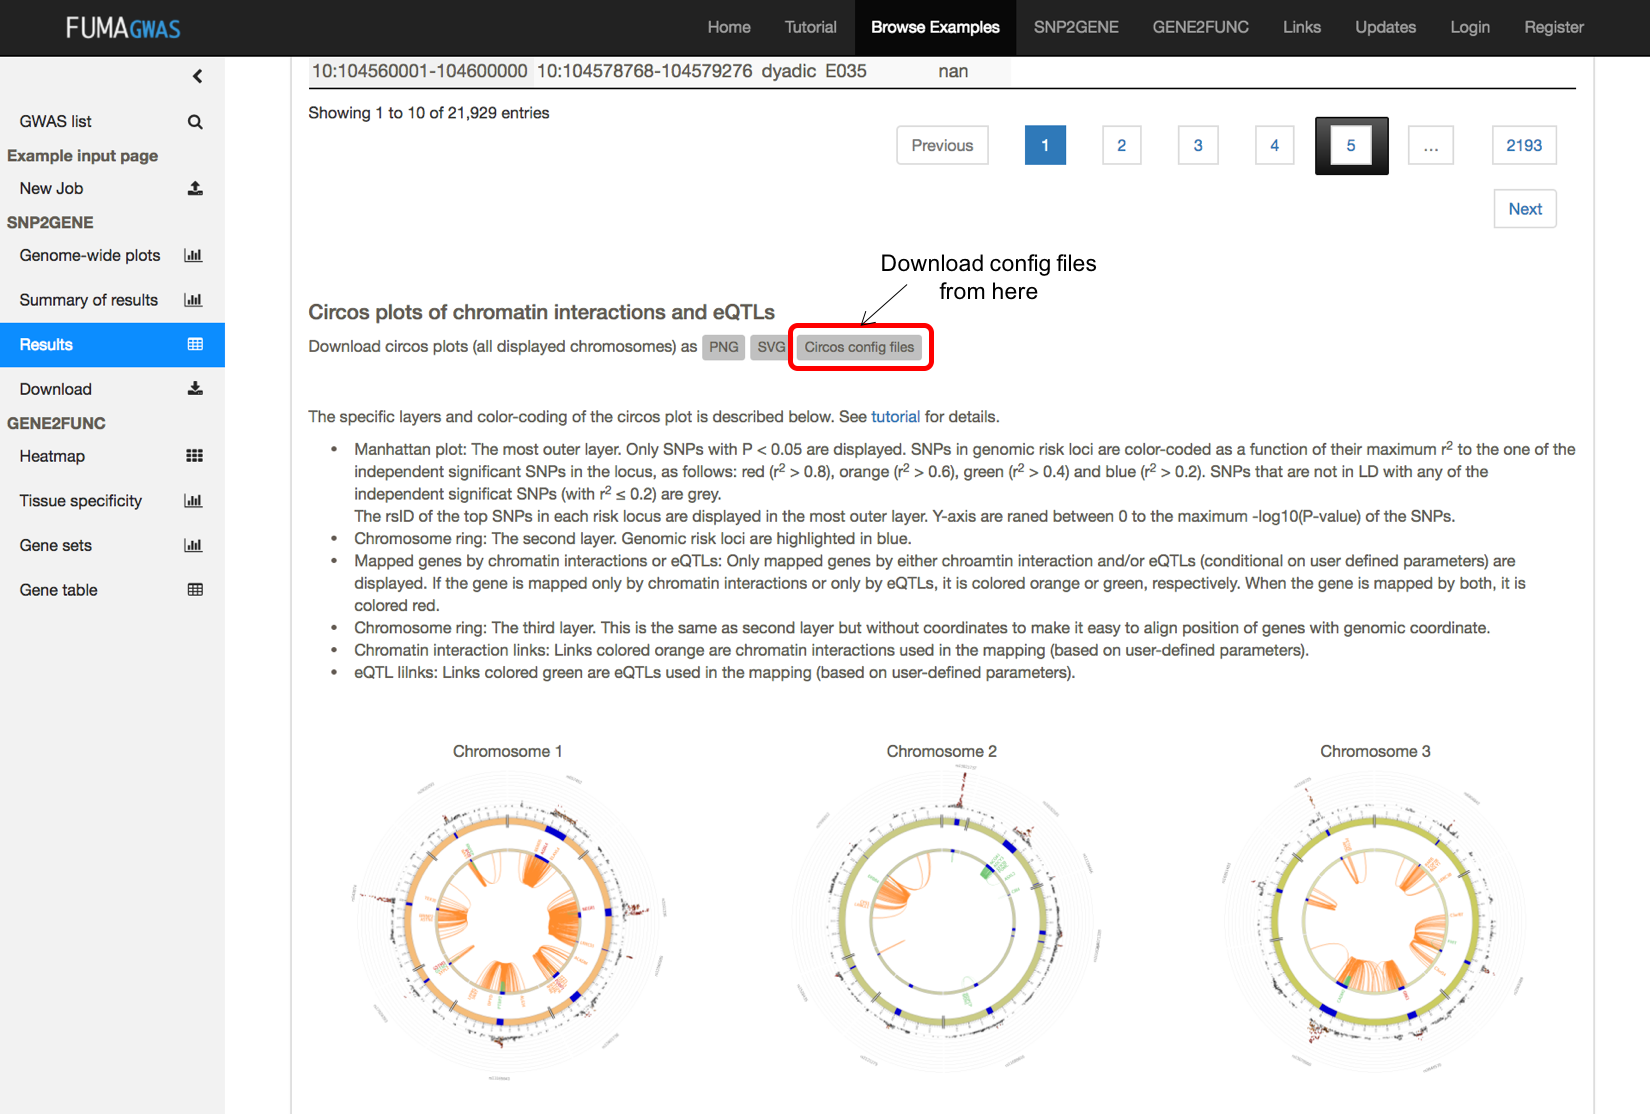 FUMAGWAS
Home Tutorial Browse Examples SNP2GENE GENE2FUNC Links Updates Login Register
GWAS list
Example input page
New Job
SNP2GENE
Genome-wide plots
Summary of results
Results
Download
GENE2FUNC
Heatmap
Tissue specificity
Gene sets
Gene table
10:104560001-104600000 10:104578768-104579276 dyadic E035 nan
Showing 1 to 10 of 21,929 entries
Previous 1 2 3 4 5 ... 2193
Next
Download config files
from here
Circos plots of chromatin interactions and eQTLs
Download circos plots (all displayed chromosomes) as PNG SVG Circos config files
The specific layers and color-coding of the circos plot is described below. See tutorial for details.
• Manhattan plot: The most outer layer. Only SNPs with P < 0.05 are displayed. SNPs in genomic risk loci are color-coded as a function of their maximum r² to the one of the
independent significant SNPs in the locus, as follows: red (r² > 0.8), orange (r² > 0.6), green (r² > 0.4) and blue (r² > 0.2). SNPs that are not in LD with any of the
independent significat SNPs (with r² ≤ 0.2) are grey.
The rsID of the top SNPs in each risk locus are displayed in the most outer layer. Y-axis are raned between 0 to the maximum -log10(P-value) of the SNPs.
• Chromosome ring: The second layer. Genomic risk loci are highlighted in blue.
• Mapped genes by chromatin interactions or eQTLs: Only mapped genes by either chroamtin interaction and/or eQTLs (conditional on user defined parameters) are
displayed. If the gene is mapped only by chromatin interactions or only by eQTLs, it is colored orange or green, respectively. When the gene is mapped by both, it is
colored red.
• Chromosome ring: The third layer. This is the same as second layer but without coordinates to make it easy to align position of genes with genomic coordinate.
• Chromatin interaction links: Links colored orange are chromatin interactions used in the mapping (based on user-defined parameters).
• eQTL lilnks: Links colored green are eQTLs used in the mapping (based on user-defined parameters).
Chromosome 1
Chromosome 2
Chromosome 3